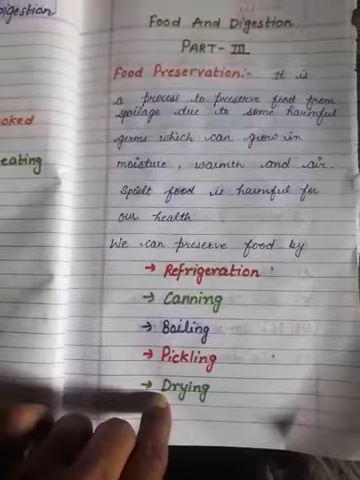 Digestion
oked
eating
Food And Digestion
PART-III
Food Preservation:- It is
a process to preserve food from
spoilage due to some harmful
germs which can grow in
moisture, warmth and air.
Spoilt food is harmful for
our health.
We can preserve food by
→ Refrigeration
→ Canning
→ Boiling
→ Pickling
→ Drying